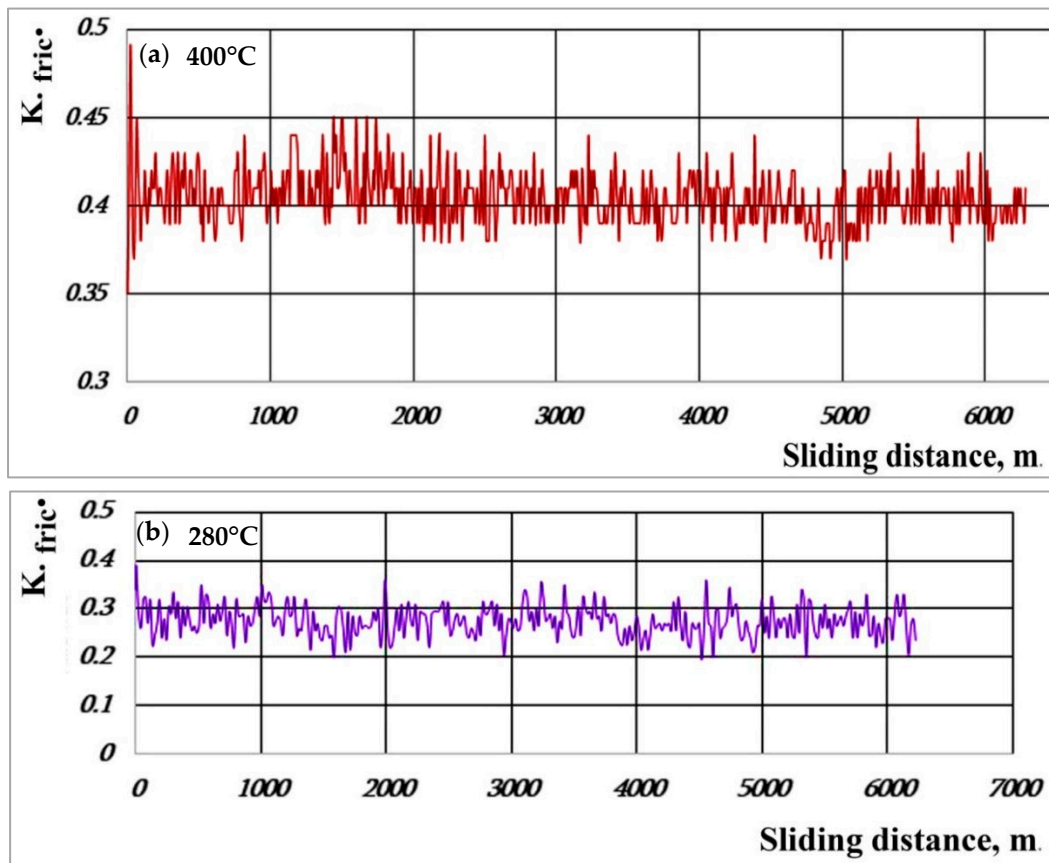 K. fric•
0.5
(a) 400°C
0.45
0.4
0.35
0.3
0 1000 2000 3000 4000 5000 6000
Sliding distance, m.
K. fric•
0.5
(b) 280°C
0.4
0.3
0.2
0.1
0
0 1000 2000 3000 4000 5000 6000 7000
Sliding distance, m.